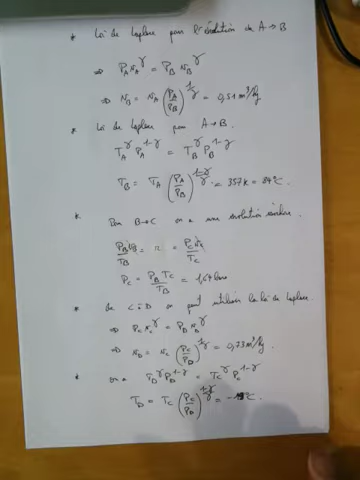 * Loi de Laplace pour l'évolution de A → B
⇒ P_A v_A^γ = P_B v_B^γ
⇒ v_B = v_A (P_A/P_B)^(1/γ) = 0,51 m³/kg
* Loi de Laplace pour A → B.
T_A^γ P_A^(1-γ) = T_B^γ P_B^(1-γ)
T_B = T_A (P_A/P_B)^((1-γ)/γ) = 357 K = 84°C.
* Pour B → C on a une évolution isochore
P_B v_B/T_B = r = P_C v_C/T_C
P_C = P_B T_C/T_B = 1,64 bars
* de C à D on peut utiliser la loi de Laplace.
⇒ P_C v_C^γ = P_D v_D^γ
⇒ v_D = v_C (P_C/P_D)^(1/γ) = 0,73 m³/kg.
* on a T_D^γ P_D^(1-γ) = T_C^γ P_C^(1-γ)
T_D = T_C (P_C/P_D)^((1-γ)/γ) =